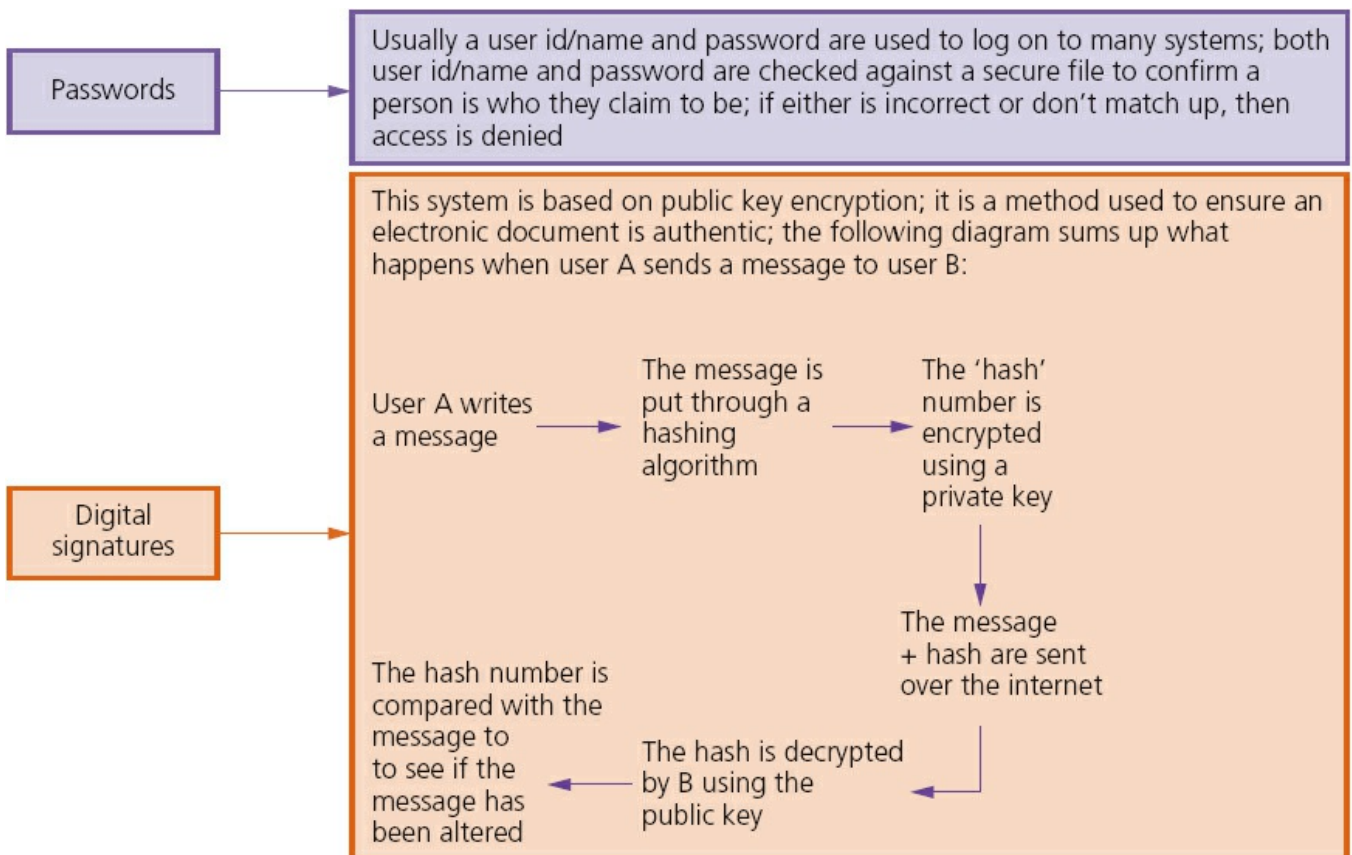 Passwords
Usually a user id/name and password are used to log on to many systems; both
user id/name and password are checked against a secure file to confirm a
person is who they claim to be; if either is incorrect or don’t match up, then
access is denied
Digital
signatures
This system is based on public key encryption; it is a method used to ensure an
electronic document is authentic; the following diagram sums up what
happens when user A sends a message to user B:
User A writes
a message
The message is
put through a
hashing
algorithm
The ‘hash’
number is
encrypted
using a
private key
The message
+ hash are sent
over the internet
The hash is decrypted
by B using the
public key
The hash number is
compared with the
message to
to see if the
message has
been altered